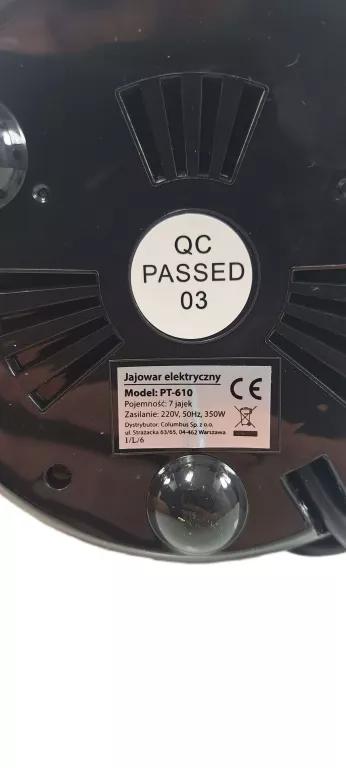 QC
PASSED
03
Jajowar elektryczny
Model: PT-610
Pojemność: 7 jajek
Zasilanie: 220V, 50Hz, 350W
Dystrybutor: Columbus Sp. z o.o.
ul. Strażacka 63/65, 04-462 Warszawa
1/L/6
CE